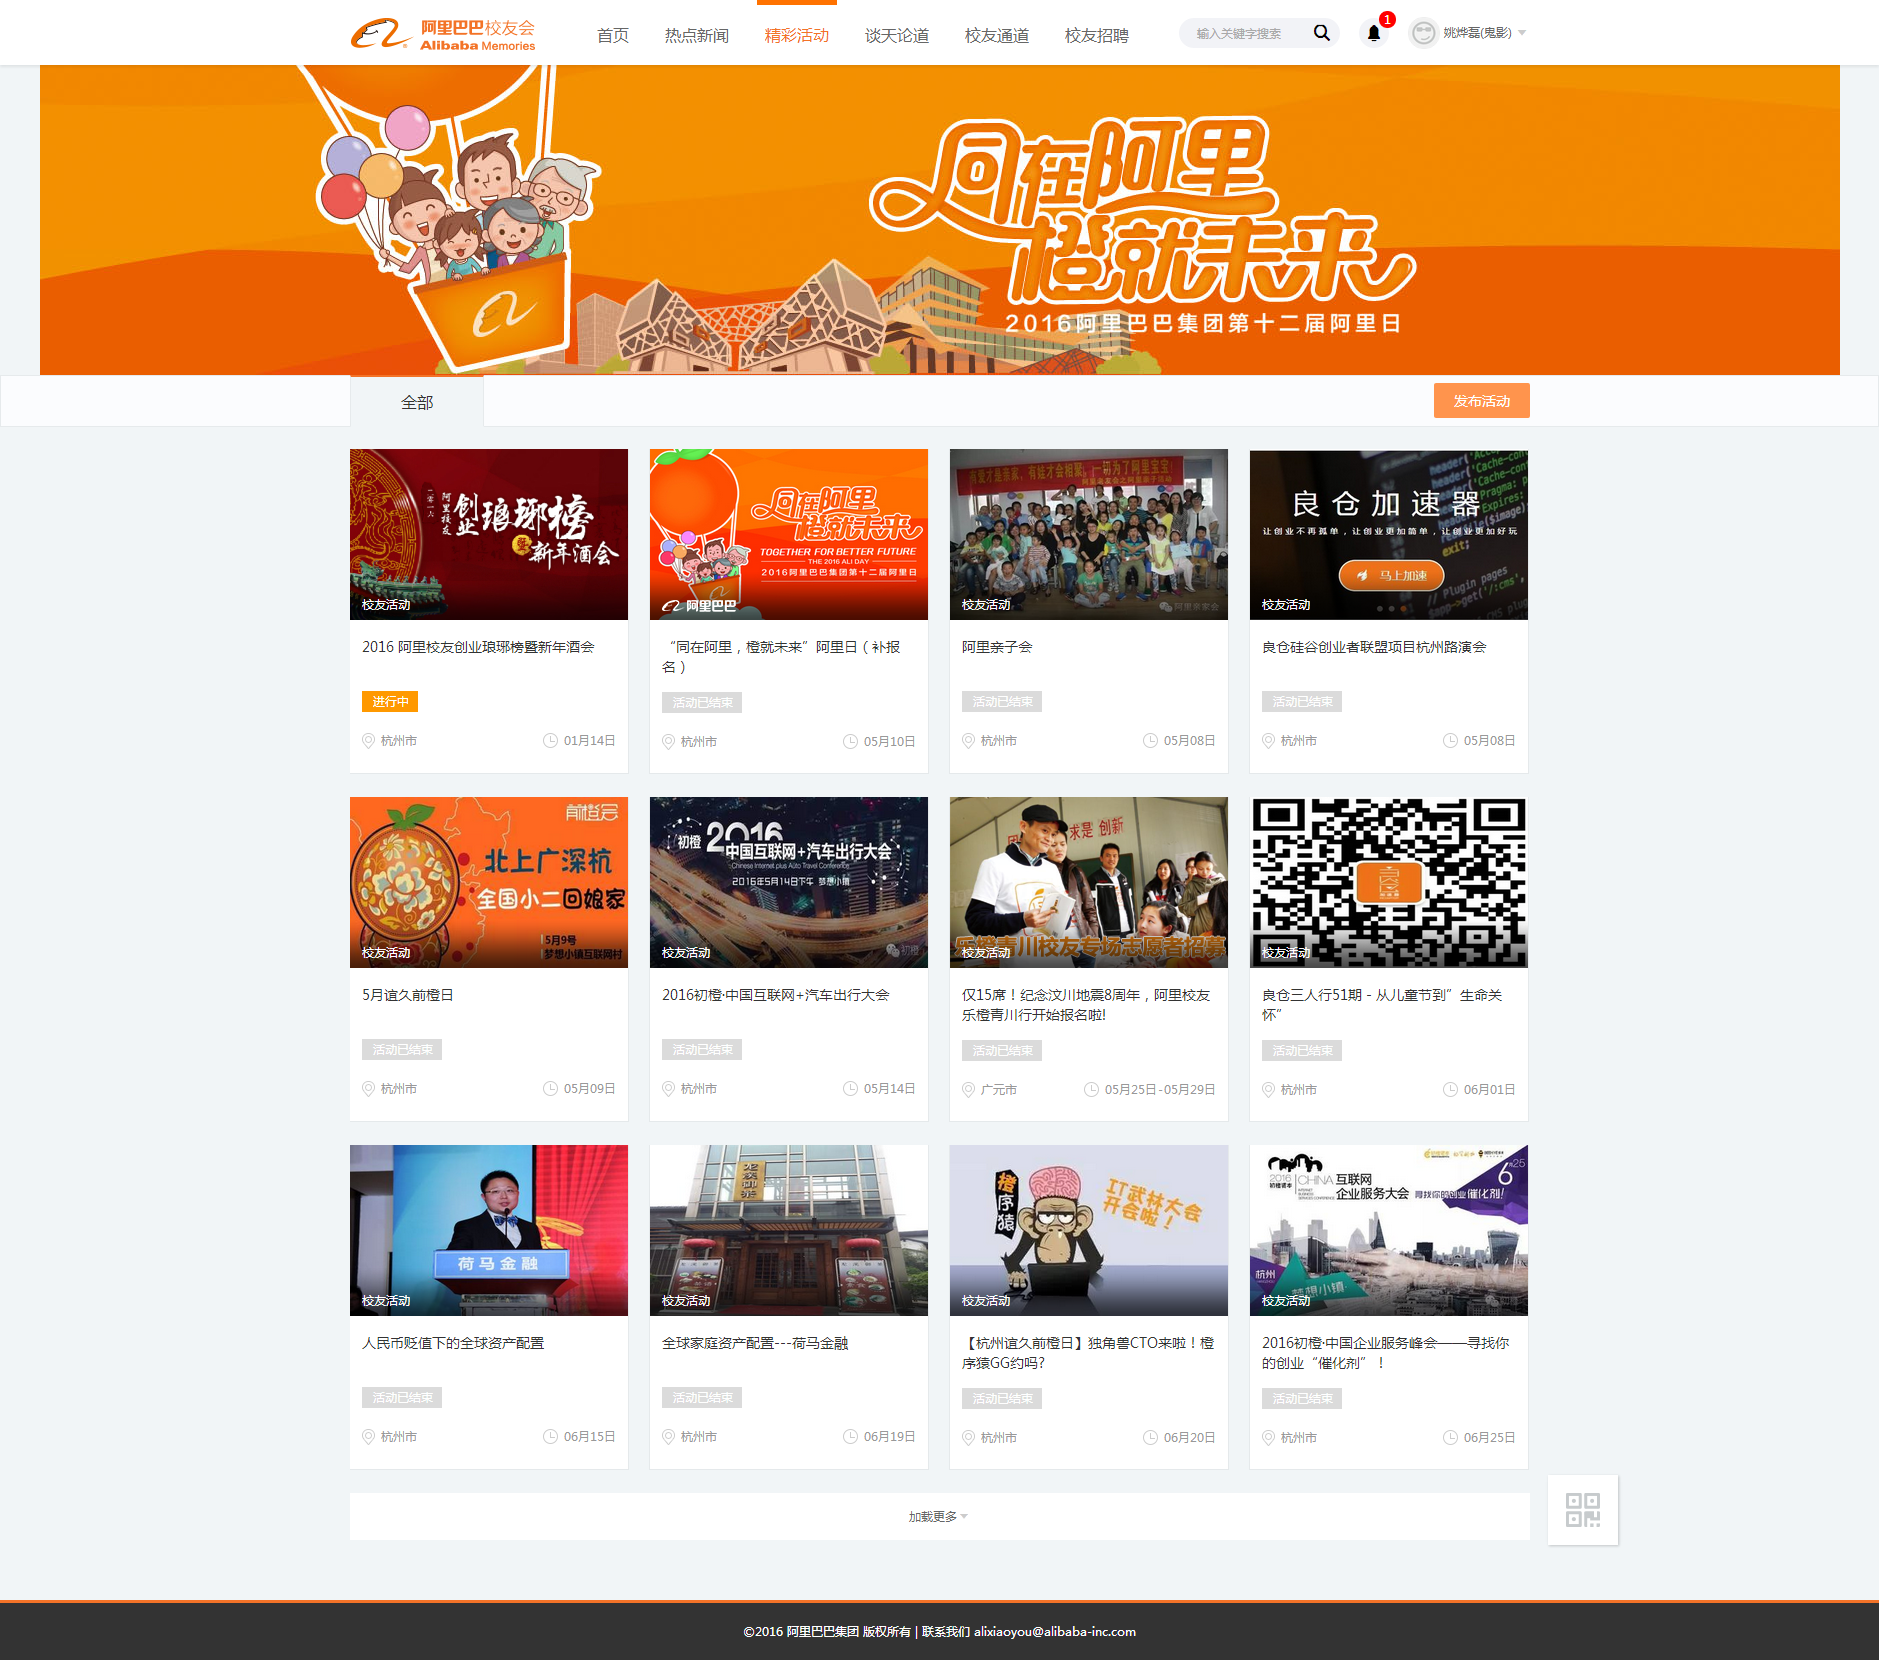 阿里巴巴校友会
Alibaba Memories
首页
热点新闻
精彩活动
谈天论道
校友通道
校友招聘
输入关键字搜索
1
姚烨磊(鬼影)
同在阿里
橙就未来
2016阿里巴巴集团第十二届阿里日
全部
发布活动
二零一六
阿里校友
创业琅琊榜
暨新年酒会
校友活动
2016 阿里校友创业琅琊榜暨新年酒会
进行中
杭州市
01月14日
同在阿里
橙就未来
TOGETHER FOR BETTER FUTURE
THE 2016 ALI DAY
2016阿里巴巴集团第十二届阿里日
阿里巴巴
“同在阿里，橙就未来”阿里日（补报
名）
活动已结束
杭州市
05月10日
阿里亲家会
校友活动
阿里亲子会
活动已结束
杭州市
05月08日
良仓加速器
让创业不再孤单，让创业更加简单，让创业更加好玩
exit;
马上加速
校友活动
良仓硅谷创业者联盟项目杭州路演会
活动已结束
杭州市
05月08日
前橙会
北上广深杭
全国小二回娘家
5月9号
梦想小镇互联网村
校友活动
5月谊久前橙日
活动已结束
杭州市
05月09日
初橙
2016
中国互联网+汽车出行大会
Chinese Internet plus Auto Travel Conference
2016年5月14日下午 梦想小镇
初橙
校友活动
2016初橙·中国互联网+汽车出行大会
活动已结束
杭州市
05月14日
求是 创新
乐橙青川校友专场志愿者招募
校友活动
仅15席！纪念汶川地震8周年，阿里校友
乐橙青川行开始报名啦!
活动已结束
广元市
05月25日-05月29日
校友活动
良仓三人行51期 - 从儿童节到”生命关
怀”
活动已结束
杭州市
06月01日
荷马金融
校友活动
人民币贬值下的全球资产配置
活动已结束
杭州市
06月15日
校友活动
全球家庭资产配置---荷马金融
活动已结束
杭州市
06月19日
橙序猿
IT武林大会
开会啦！
校友活动
【杭州谊久前橙日】独角兽CTO来啦！橙
序猿GG约吗?
活动已结束
杭州市
06月20日
2016
CHINA
互联网
企业服务大会
6
25
寻找你的创业催化剂!
杭州
梦想小镇
校友活动
2016初橙·中国企业服务峰会——寻找你
的创业“催化剂”！
活动已结束
杭州市
06月25日
加载更多
©2016 阿里巴巴集团 版权所有 | 联系我们 alixiaoyou@alibaba-inc.com